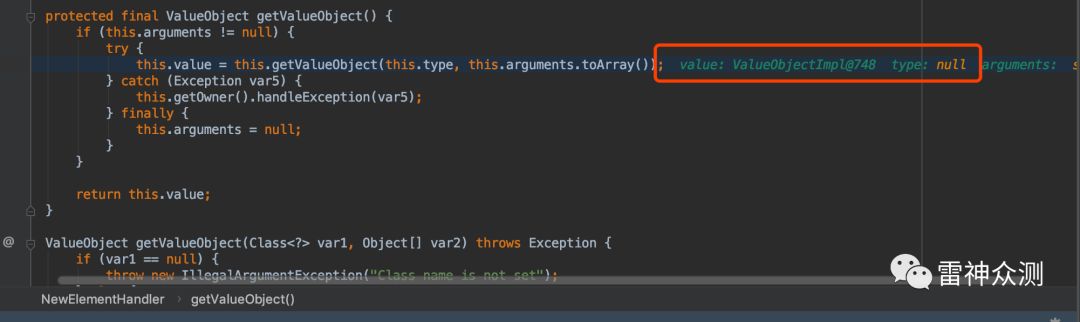 protected final ValueObject getValueObject() {
if (this.arguments != null) {
try {
this.value = this.getValueObject(this.type, this.arguments.toArray()); value: ValueObjectImpl@748 type: null arguments: s
} catch (Exception var5) {
this.getOwner().handleException(var5);
} finally {
this.arguments = null;
}
}
return this.value;
}
@ ValueObject getValueObject(Class<?> var1, Object[] var2) throws Exception {
if (var1 == null) {
throw new IllegalArgumentException("Class name is not set");
雷神众测
NewElementHandler › getValueObject()